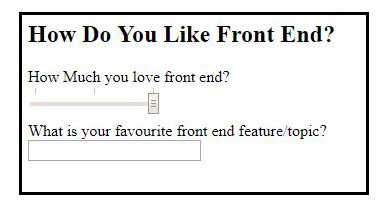 How Do You Like Front End?
How Much you love front end?
What is your favourite front end feature/topic?